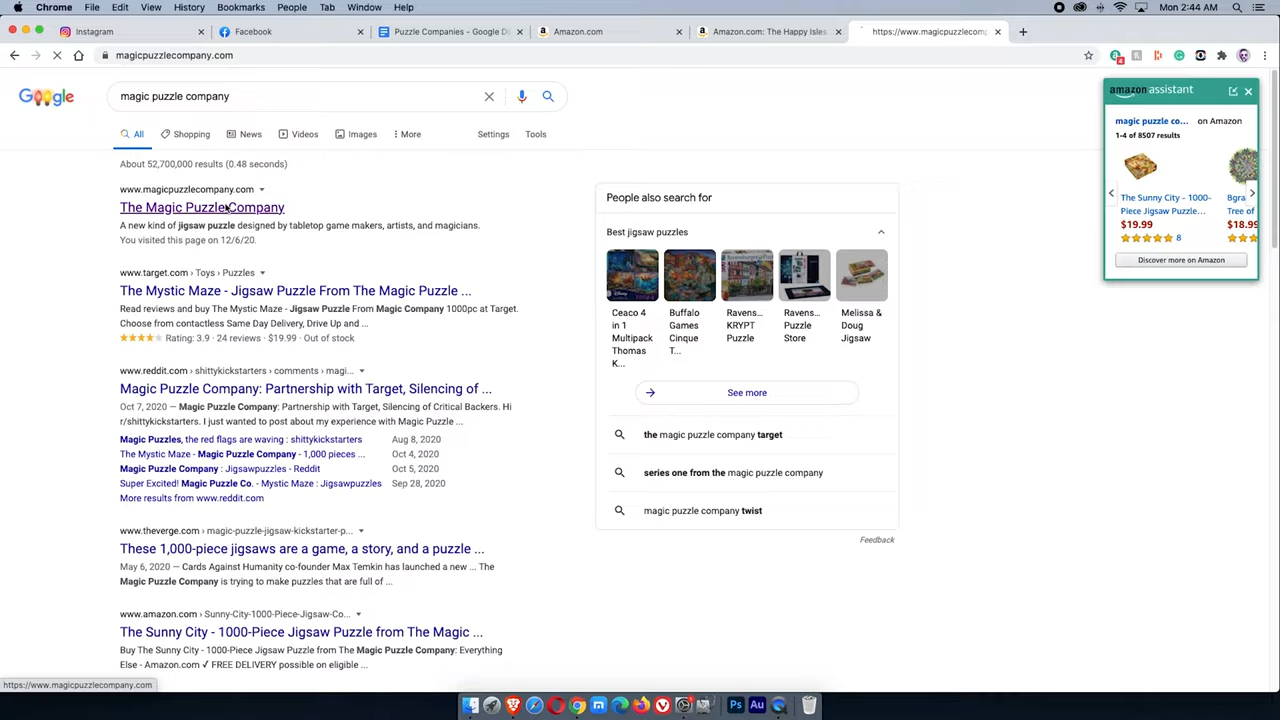 Chrome File Edit View History Bookmarks People Tab Window Help Mon 2:44 AM
Instagram Facebook Puzzle Companies - Google D Amazon.com Amazon.com: The Happy Isles https://www.magicpuzzlecomp
magicpuzzlecompany.com
Google magic puzzle company
All Shopping News Videos Images More Settings Tools
About 52,700,000 results (0.48 seconds)
www.magicpuzzlecompany.com
The Magic Puzzle Company
A new kind of jigsaw puzzle designed by tabletop game makers, artists, and magicians.
You visited this page on 12/6/20.
www.target.com › Toys › Puzzles
The Mystic Maze - Jigsaw Puzzle From The Magic Puzzle ...
Read reviews and buy The Mystic Maze - Jigsaw Puzzle From Magic Company 1000pc at Target.
Choose from contactless Same Day Delivery, Drive Up and ...
Rating: 3.9 · 24 reviews · $19.99 · Out of stock
www.reddit.com › shittykickstarters › comments › magi...
Magic Puzzle Company: Partnership with Target, Silencing of ...
Oct 7, 2020 — Magic Puzzle Company: Partnership with Target, Silencing of Critical Backers. Hi
r/shittykickstarters. I just wanted to post about my experience with Magic Puzzle ...
Magic Puzzles, the red flags are waving : shittykickstarters Aug 8, 2020
The Mystic Maze - Magic Puzzle Company - 1,000 pieces ... Oct 4, 2020
Magic Puzzle Company : Jigsawpuzzles - Reddit Oct 5, 2020
Super Excited! Magic Puzzle Co. - Mystic Maze : Jigsawpuzzles Sep 28, 2020
More results from www.reddit.com
www.theverge.com › magic-puzzle-jigsaw-kickstarter-p...
These 1,000-piece jigsaws are a game, a story, and a puzzle ...
May 6, 2020 — Cards Against Humanity co-founder Max Temkin has launched a new ... The
Magic Puzzle Company is trying to make puzzles that are full of ...
www.amazon.com › Sunny-City-1000-Piece-Jigsaw-Co...
The Sunny City - 1000-Piece Jigsaw Puzzle from The Magic ...
Buy The Sunny City - 1000-Piece Jigsaw Puzzle from The Magic Puzzle Company: Everything
Else - Amazon.com ✓ FREE DELIVERY possible on eligible ...
https://www.magicpuzzlecompany.com
People also search for
Best jigsaw puzzles
Ceaco 4
in 1
Multipack
Thomas
K...
Buffalo
Games
Cinque
T...
Ravens...
KRYPT
Puzzle
Ravens...
Puzzle
Store
Melissa &
Doug
Jigsaw
See more
the magic puzzle company target
series one from the magic puzzle company
magic puzzle company twist
Feedback
amazon assistant
magic puzzle co... on Amazon
1-4 of 8507 results
The Sunny City - 1000-
Piece Jigsaw Puzzle...
$19.99
8
Bgra
Tree of
$18.99
Discover more on Amazon
Ps Au